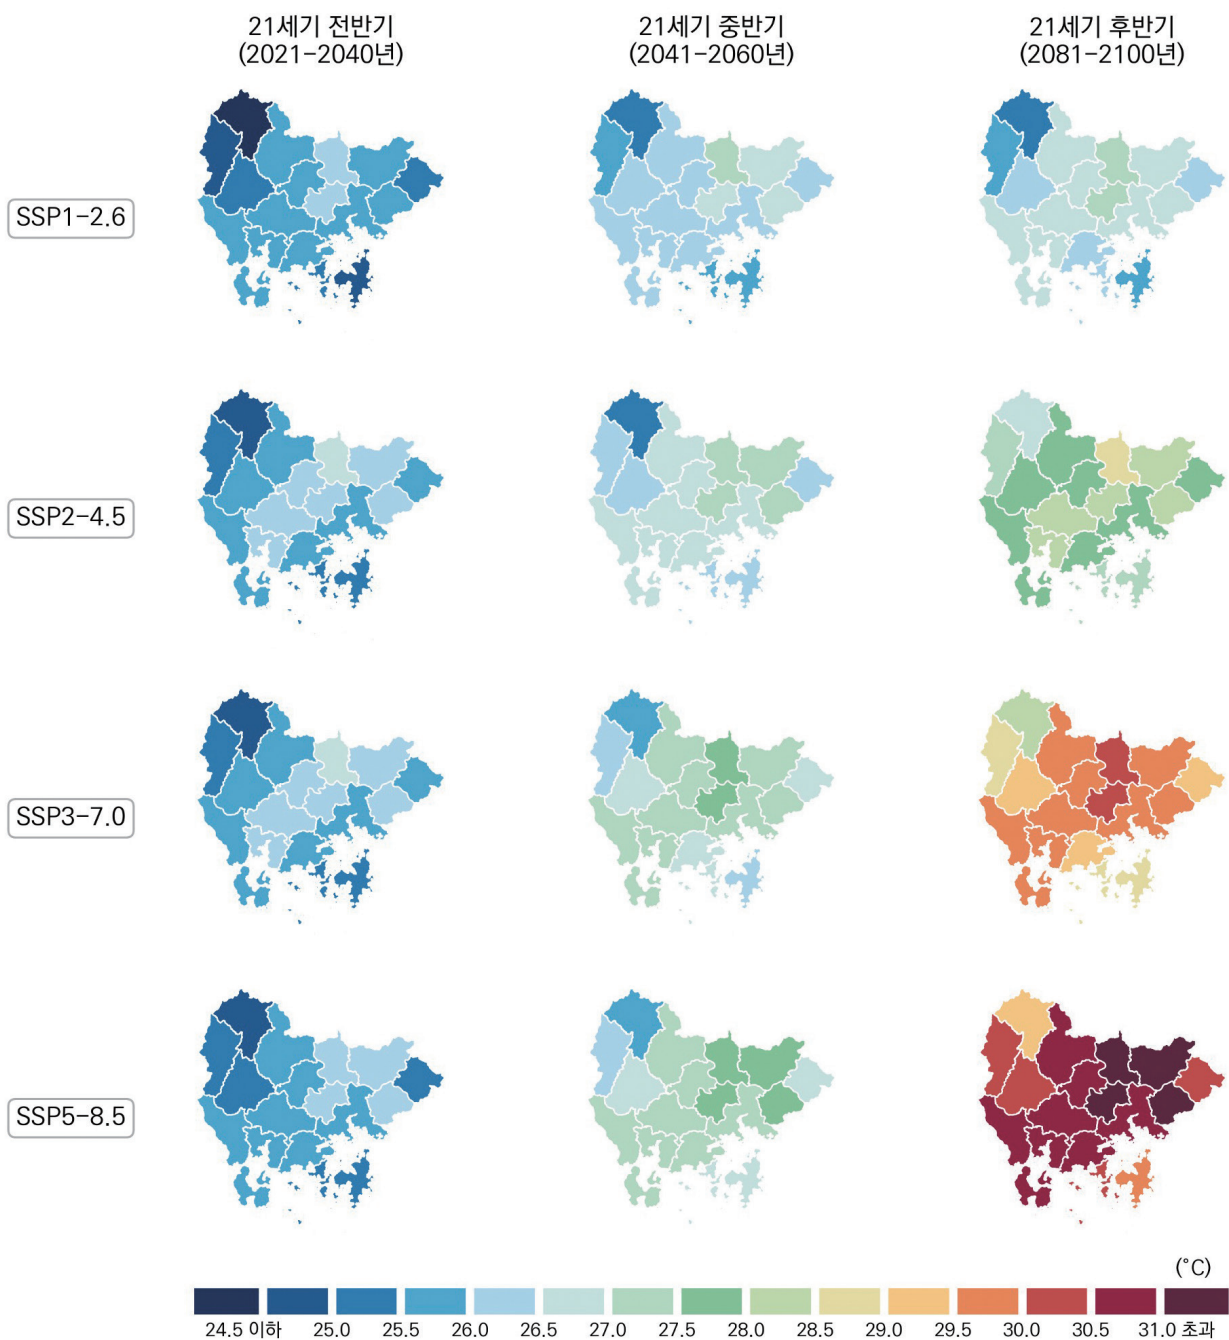 21세기 전반기
(2021-2040년)
21세기 중반기
(2041-2060년)
21세기 후반기
(2081-2100년)
SSP1-2.6
SSP2-4.5
SSP3-7.0
SSP5-8.5
(°C)
24.5 이하 25.0 25.5 26.0 26.5 27.0 27.5 28.0 28.5 29.0 29.5 30.0 30.5 31.0 초과